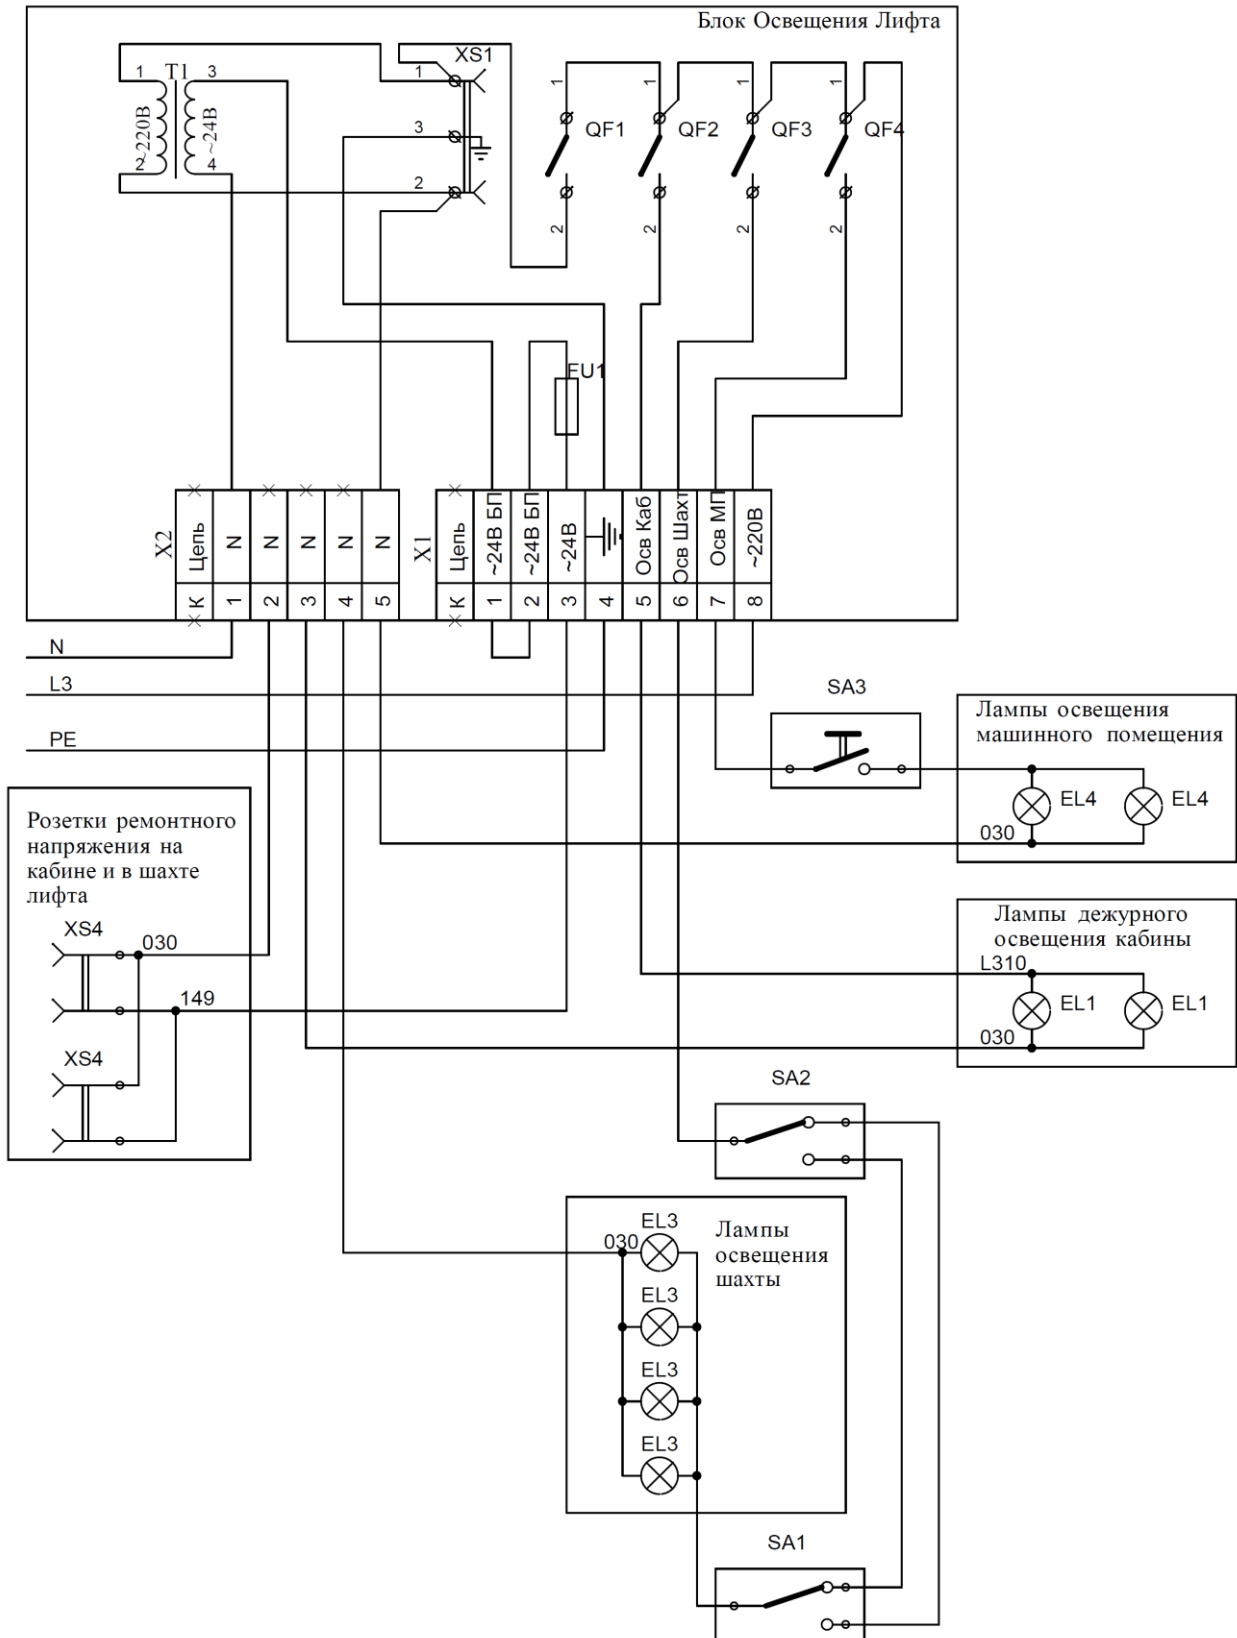 Блок Освещения Лифта
XS1
1
T1
3
1
~220В
~24В
3
2
4
2
1
1
1
1
QF1
QF2
QF3
QF4
2
2
2
2
FU1
X2
Цепь
N
N
N
N
N
К
1
2
3
4
5
X1
Цепь
~24В БП
~24В БП
~24В
Осв Каб
Осв Шахт
Осв МП
~220В
К
1
2
3
4
5
6
7
8
N
L3
PE
SA3
Лампы освещения
машинного помещения
EL4
EL4
030
Розетки ремонтного
напряжения на
кабине и в шахте
лифта
XS4
030
149
XS4
Лампы дежурного
освещения кабины
L310
EL1
EL1
030
SA2
EL3
030
Лампы
освещения
шахты
EL3
EL3
EL3
SA1